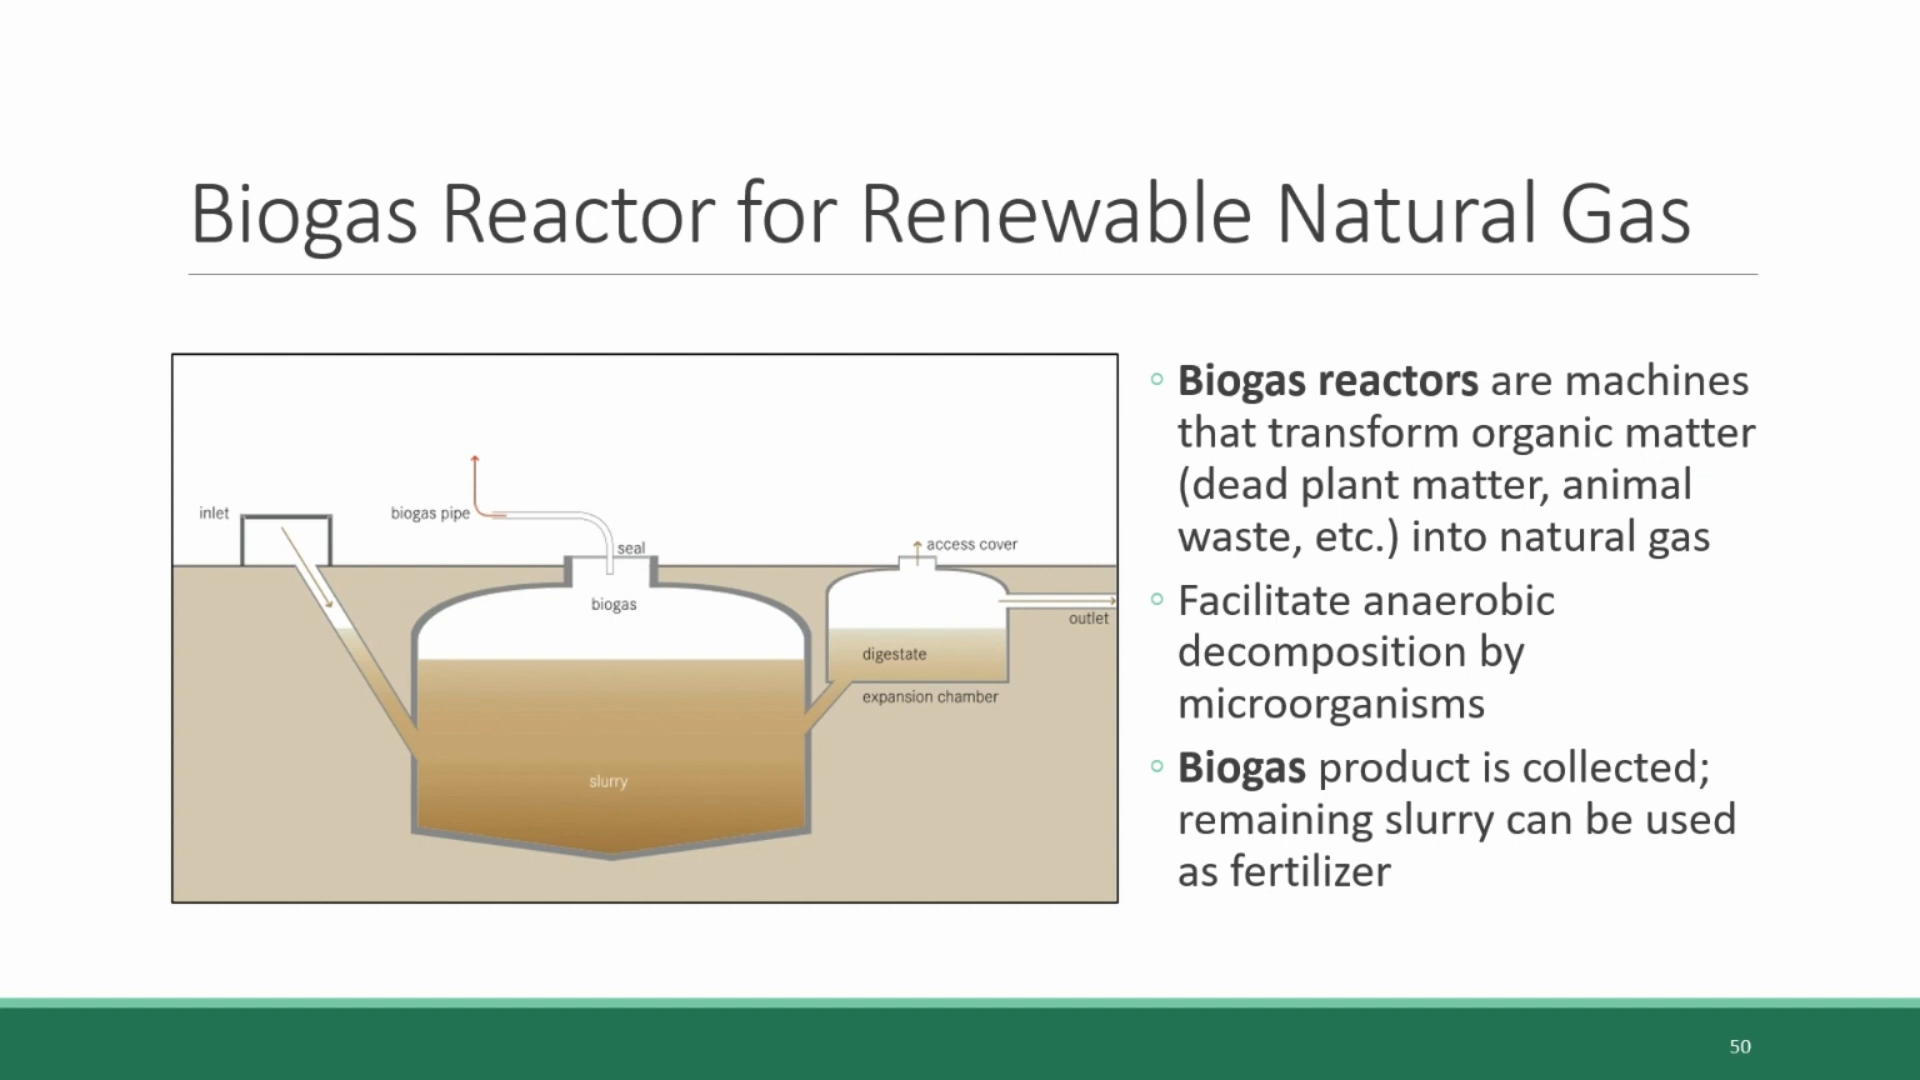 Biogas Reactor for Renewable Natural Gas
inlet
biogas pipe
seal
access cover
biogas
outlet
digestate
expansion chamber
slurry
◦ Biogas reactors are machines
that transform organic matter
(dead plant matter, animal
waste, etc.) into natural gas
◦ Facilitate anaerobic
decomposition by
microorganisms
◦ Biogas product is collected;
remaining slurry can be used
as fertilizer
50